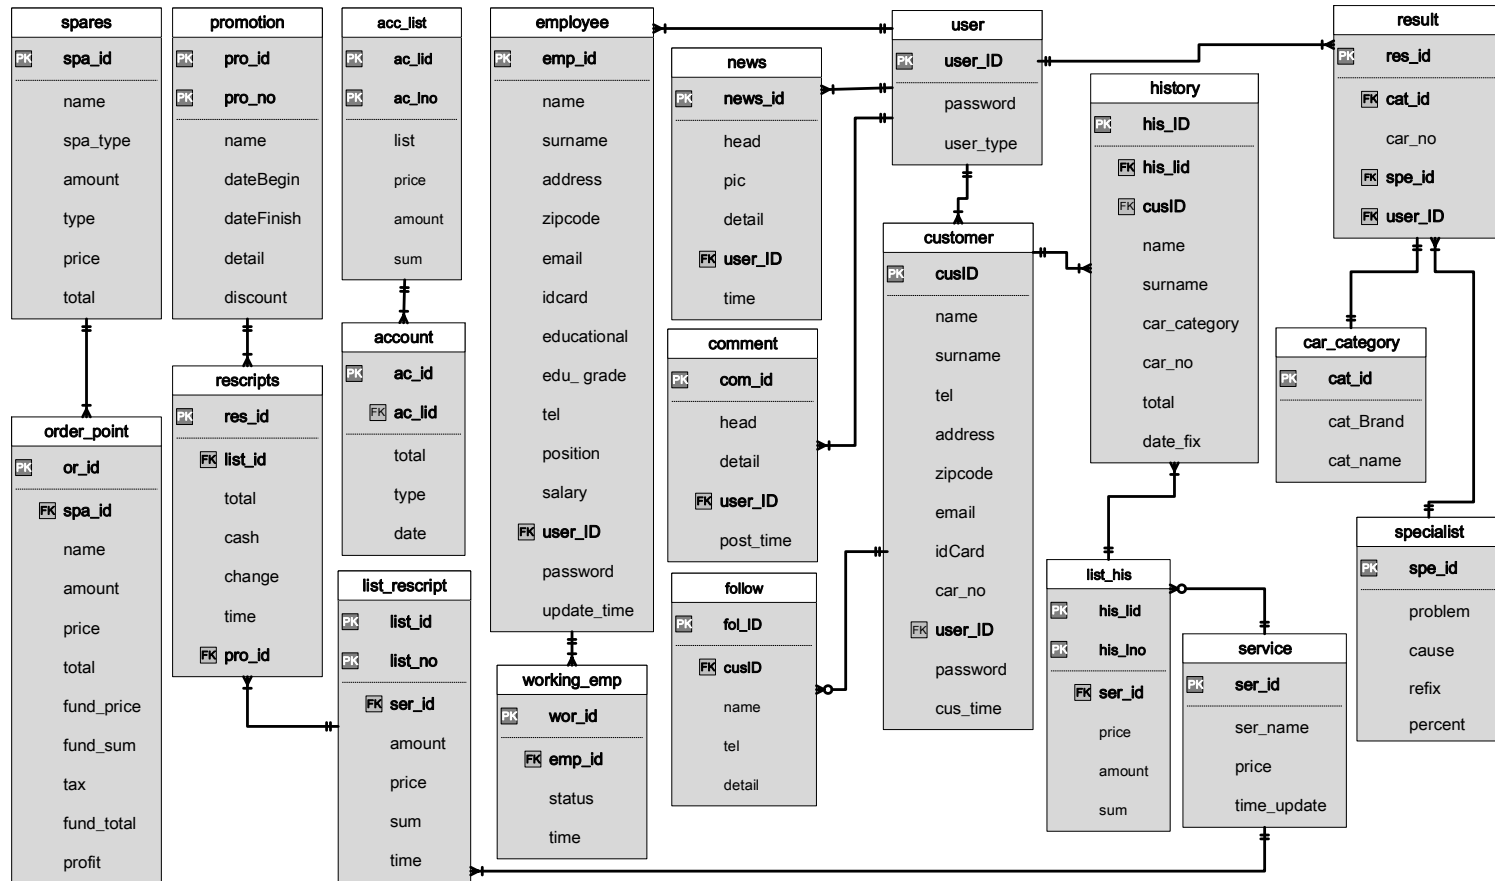 spares
PK spa_id
name
spa_type
amount
type
price
total
promotion
PK pro_id
PK pro_no
name
dateBegin
dateFinish
detail
discount
acc_list
PK ac_lid
PK ac_lno
list
price
amount
sum
employee
PK emp_id
name
surname
address
zipcode
email
idcard
educational
edu_ grade
tel
position
salary
FK user_ID
password
update_time
news
PK news_id
head
pic
detail
FK user_ID
time
user
PK user_ID
password
user_type
history
PK his_ID
FK his_lid
FK cusID
name
surname
car_category
car_no
total
date_fix
result
PK res_id
FK cat_id
car_no
FK spe_id
FK user_ID
order_point
PK or_id
FK spa_id
name
amount
price
total
fund_price
fund_sum
tax
fund_total
profit
rescripts
PK res_id
FK list_id
total
cash
change
time
FK pro_id
account
PK ac_id
FK ac_lid
total
type
date
list_rescript
PK list_id
PK list_no
FK ser_id
amount
price
sum
time
working_emp
PK wor_id
FK emp_id
status
time
comment
PK com_id
head
detail
FK user_ID
post_time
follow
PK fol_ID
FK cusID
name
tel
detail
customer
PK cusID
name
surname
tel
address
zipcode
email
idCard
car_no
FK user_ID
password
cus_time
list_his
PK his_lid
PK his_lno
FK ser_id
price
amount
sum
service
PK ser_id
ser_name
price
time_update
car_category
PK cat_id
cat_Brand
cat_name
specialist
PK spe_id
problem
cause
refix
percent